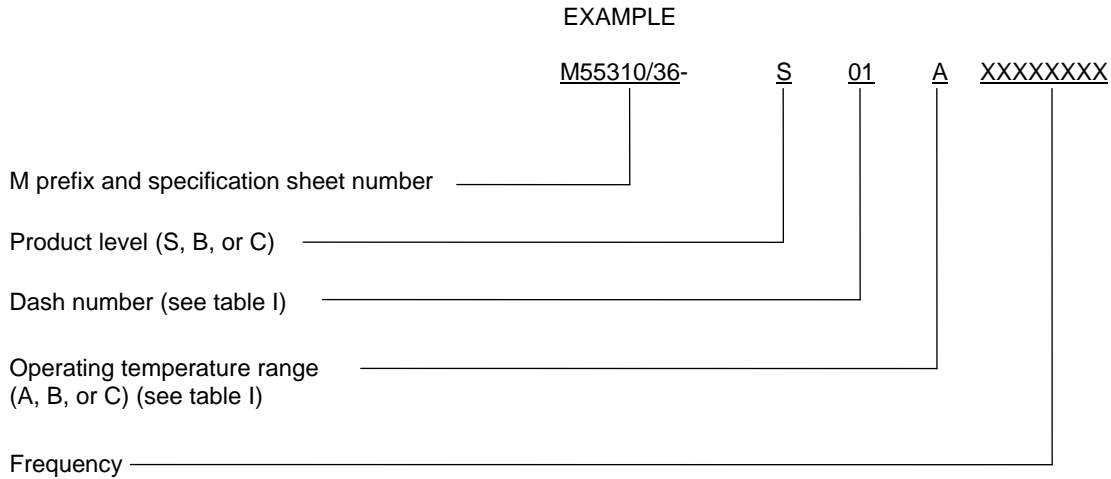 EXAMPLE
M55310/36- S 01 A XXXXXXXX
M prefix and specification sheet number
Product level (S, B, or C)
Dash number (see table I)
Operating temperature range
(A, B, or C) (see table I)
Frequency